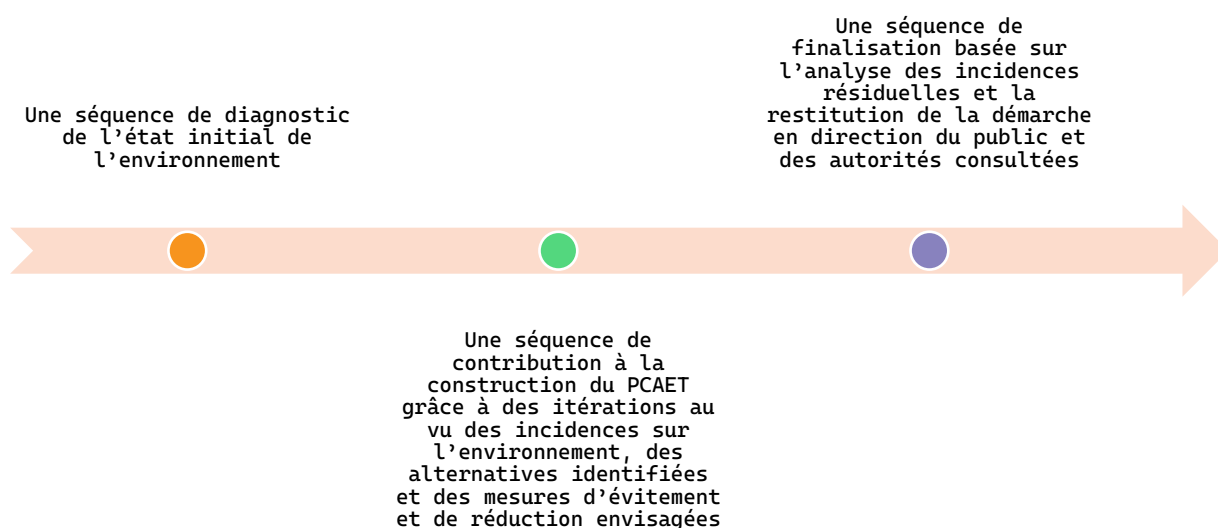 Une séquence de diagnostic
de l’état initial de
l’environnement
Une séquence de
contribution à la
construction du PCAET
grâce à des itérations au
vu des incidences sur
l’environnement, des
alternatives identifiées
et des mesures d’évitement
et de réduction envisagées
Une séquence de
finalisation basée sur
l’analyse des incidences
résiduelles et la
restitution de la démarche
en direction du public et
des autorités consultées